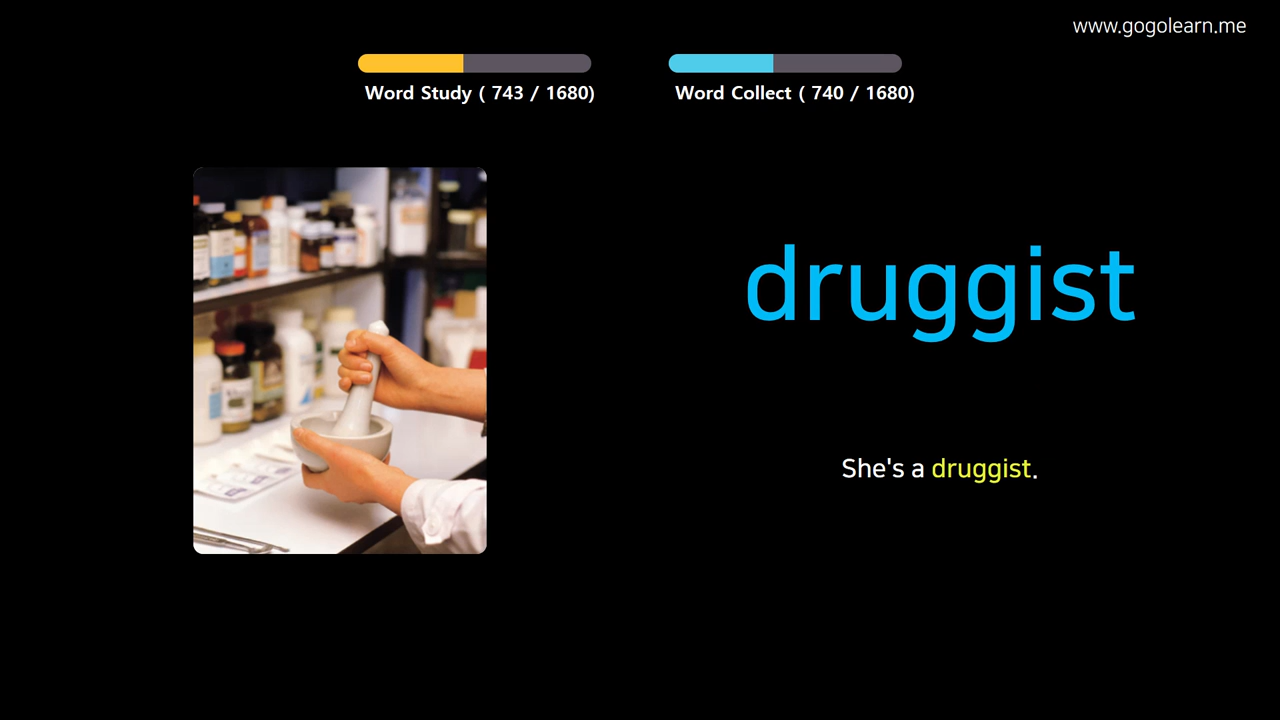 www.gogolearn.me
Word Study ( 743 / 1680)
Word Collect ( 740 / 1680)
druggist
She's a druggist.